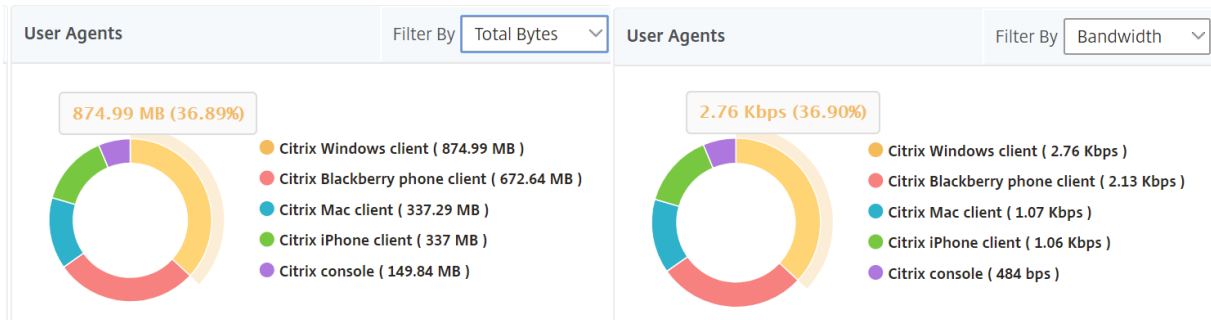 User Agents
Filter By Total Bytes
874.99 MB (36.89%)
Citrix Windows client ( 874.99 MB )
Citrix Blackberry phone client ( 672.64 MB )
Citrix Mac client ( 337.29 MB )
Citrix iPhone client ( 337 MB )
Citrix console ( 149.84 MB )
User Agents
Filter By Bandwidth
2.76 Kbps (36.90%)
Citrix Windows client ( 2.76 Kbps )
Citrix Blackberry phone client ( 2.13 Kbps )
Citrix Mac client ( 1.07 Kbps )
Citrix iPhone client ( 1.06 Kbps )
Citrix console ( 484 bps )